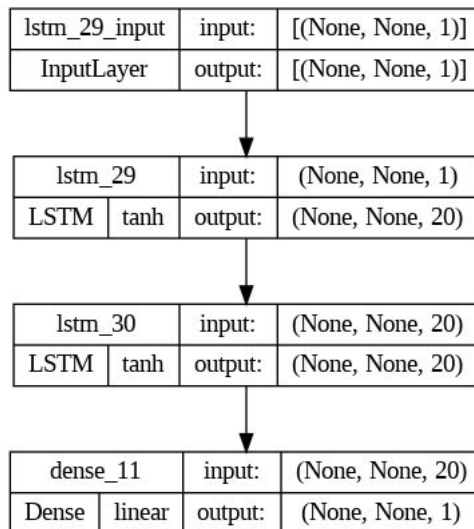 lstm_29_input input: [(None, None, 1)]
InputLayer output: [(None, None, 1)]
lstm_29 input: (None, None, 1)
LSTM tanh output: (None, None, 20)
lstm_30 input: (None, None, 20)
LSTM tanh output: (None, None, 20)
dense_11 input: (None, None, 20)
Dense linear output: (None, None, 1)